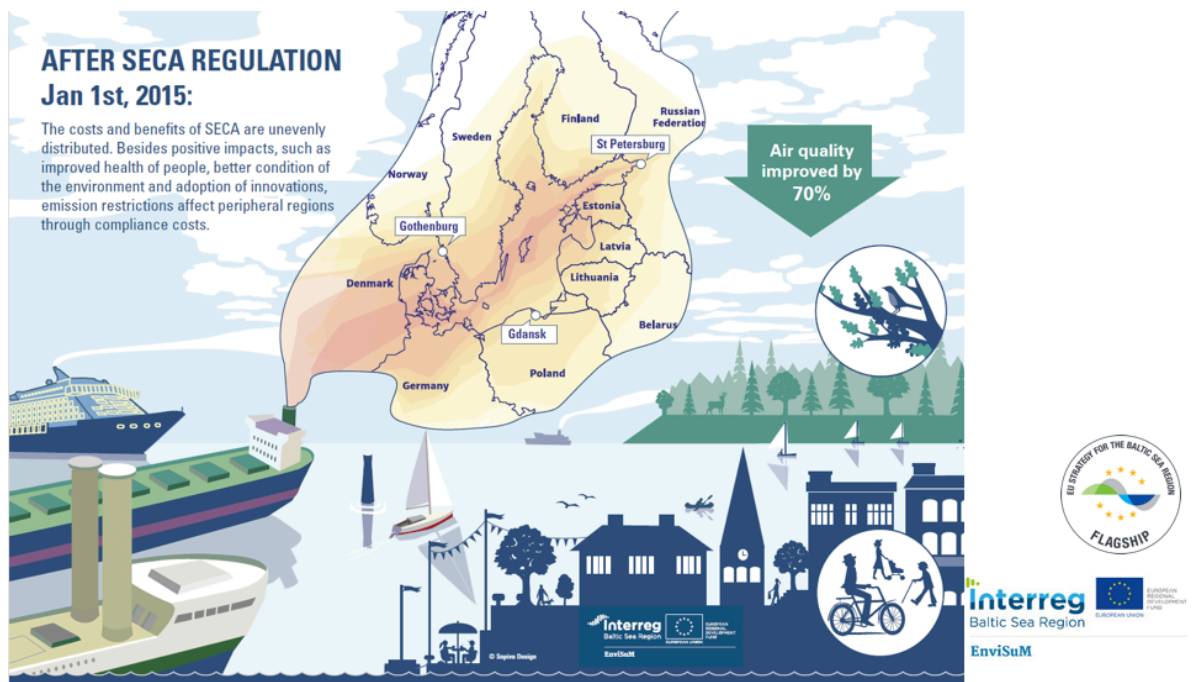 AFTER SECA REGULATION
Jan 1st, 2015:
The costs and benefits of SECA are unevenly
distributed. Besides positive impacts, such as
improved health of people, better condition of
the environment and adoption of innovations,
emission restrictions affect peripheral regions
through compliance costs.
Finland
Russian
Federation
Sweden
St Petersburg
Norway
Estonia
Gothenburg
Latvia
Denmark
Lithuania
Gdansk
Belarus
Germany
Poland
Air quality
improved by
70%
© Sopiva Design
Interreg
Baltic Sea Region
EUROPEAN UNION
EUROPEAN
REGIONAL
DEVELOPMENT
FUND
EnviSuM
EU STRATEGY FOR THE BALTIC SEA REGION
FLAGSHIP
Interreg
Baltic Sea Region
EUROPEAN UNION
EUROPEAN
REGIONAL
DEVELOPMENT
FUND
EnviSuM